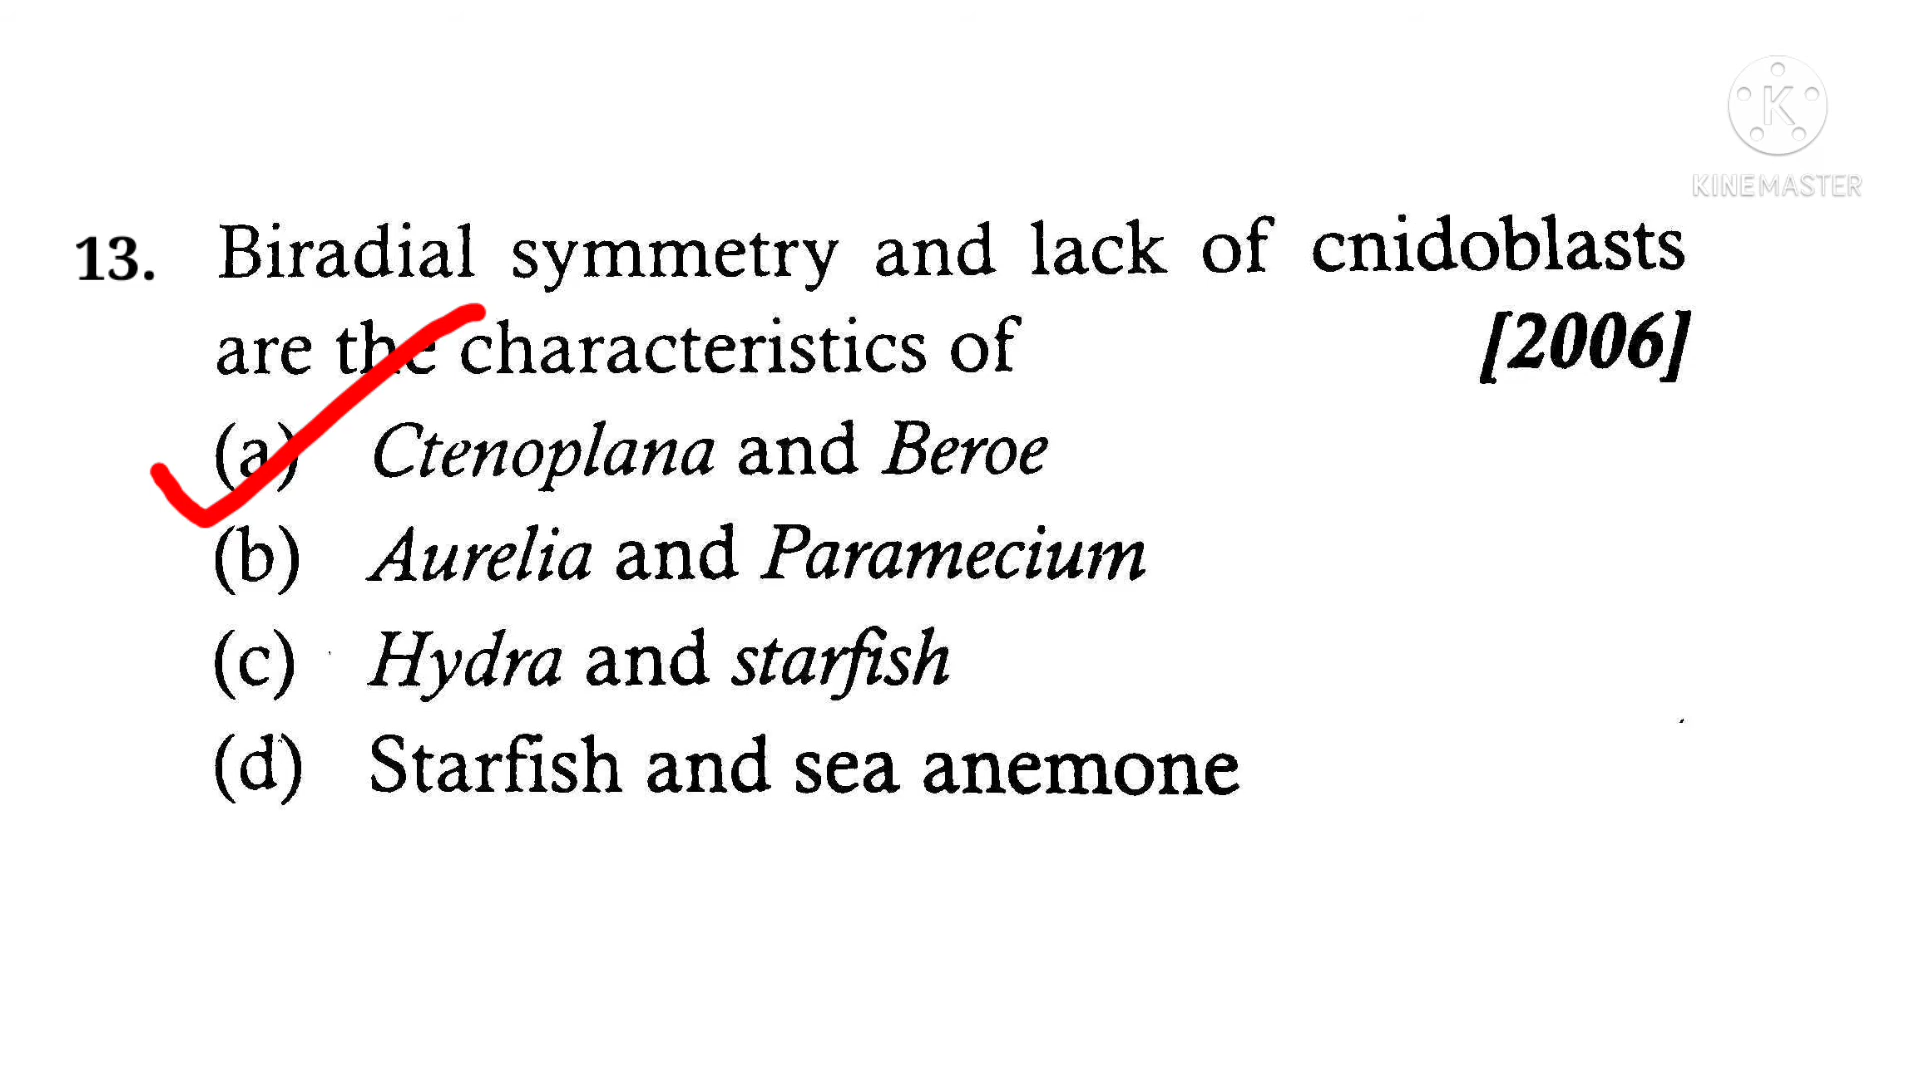 K
KINEMASTER
13. Biradial symmetry and lack of cnidoblasts
are the characteristics of [2006]
(a) Ctenoplana and Beroe
(b) Aurelia and Paramecium
(c) Hydra and starfish
(d) Starfish and sea anemone